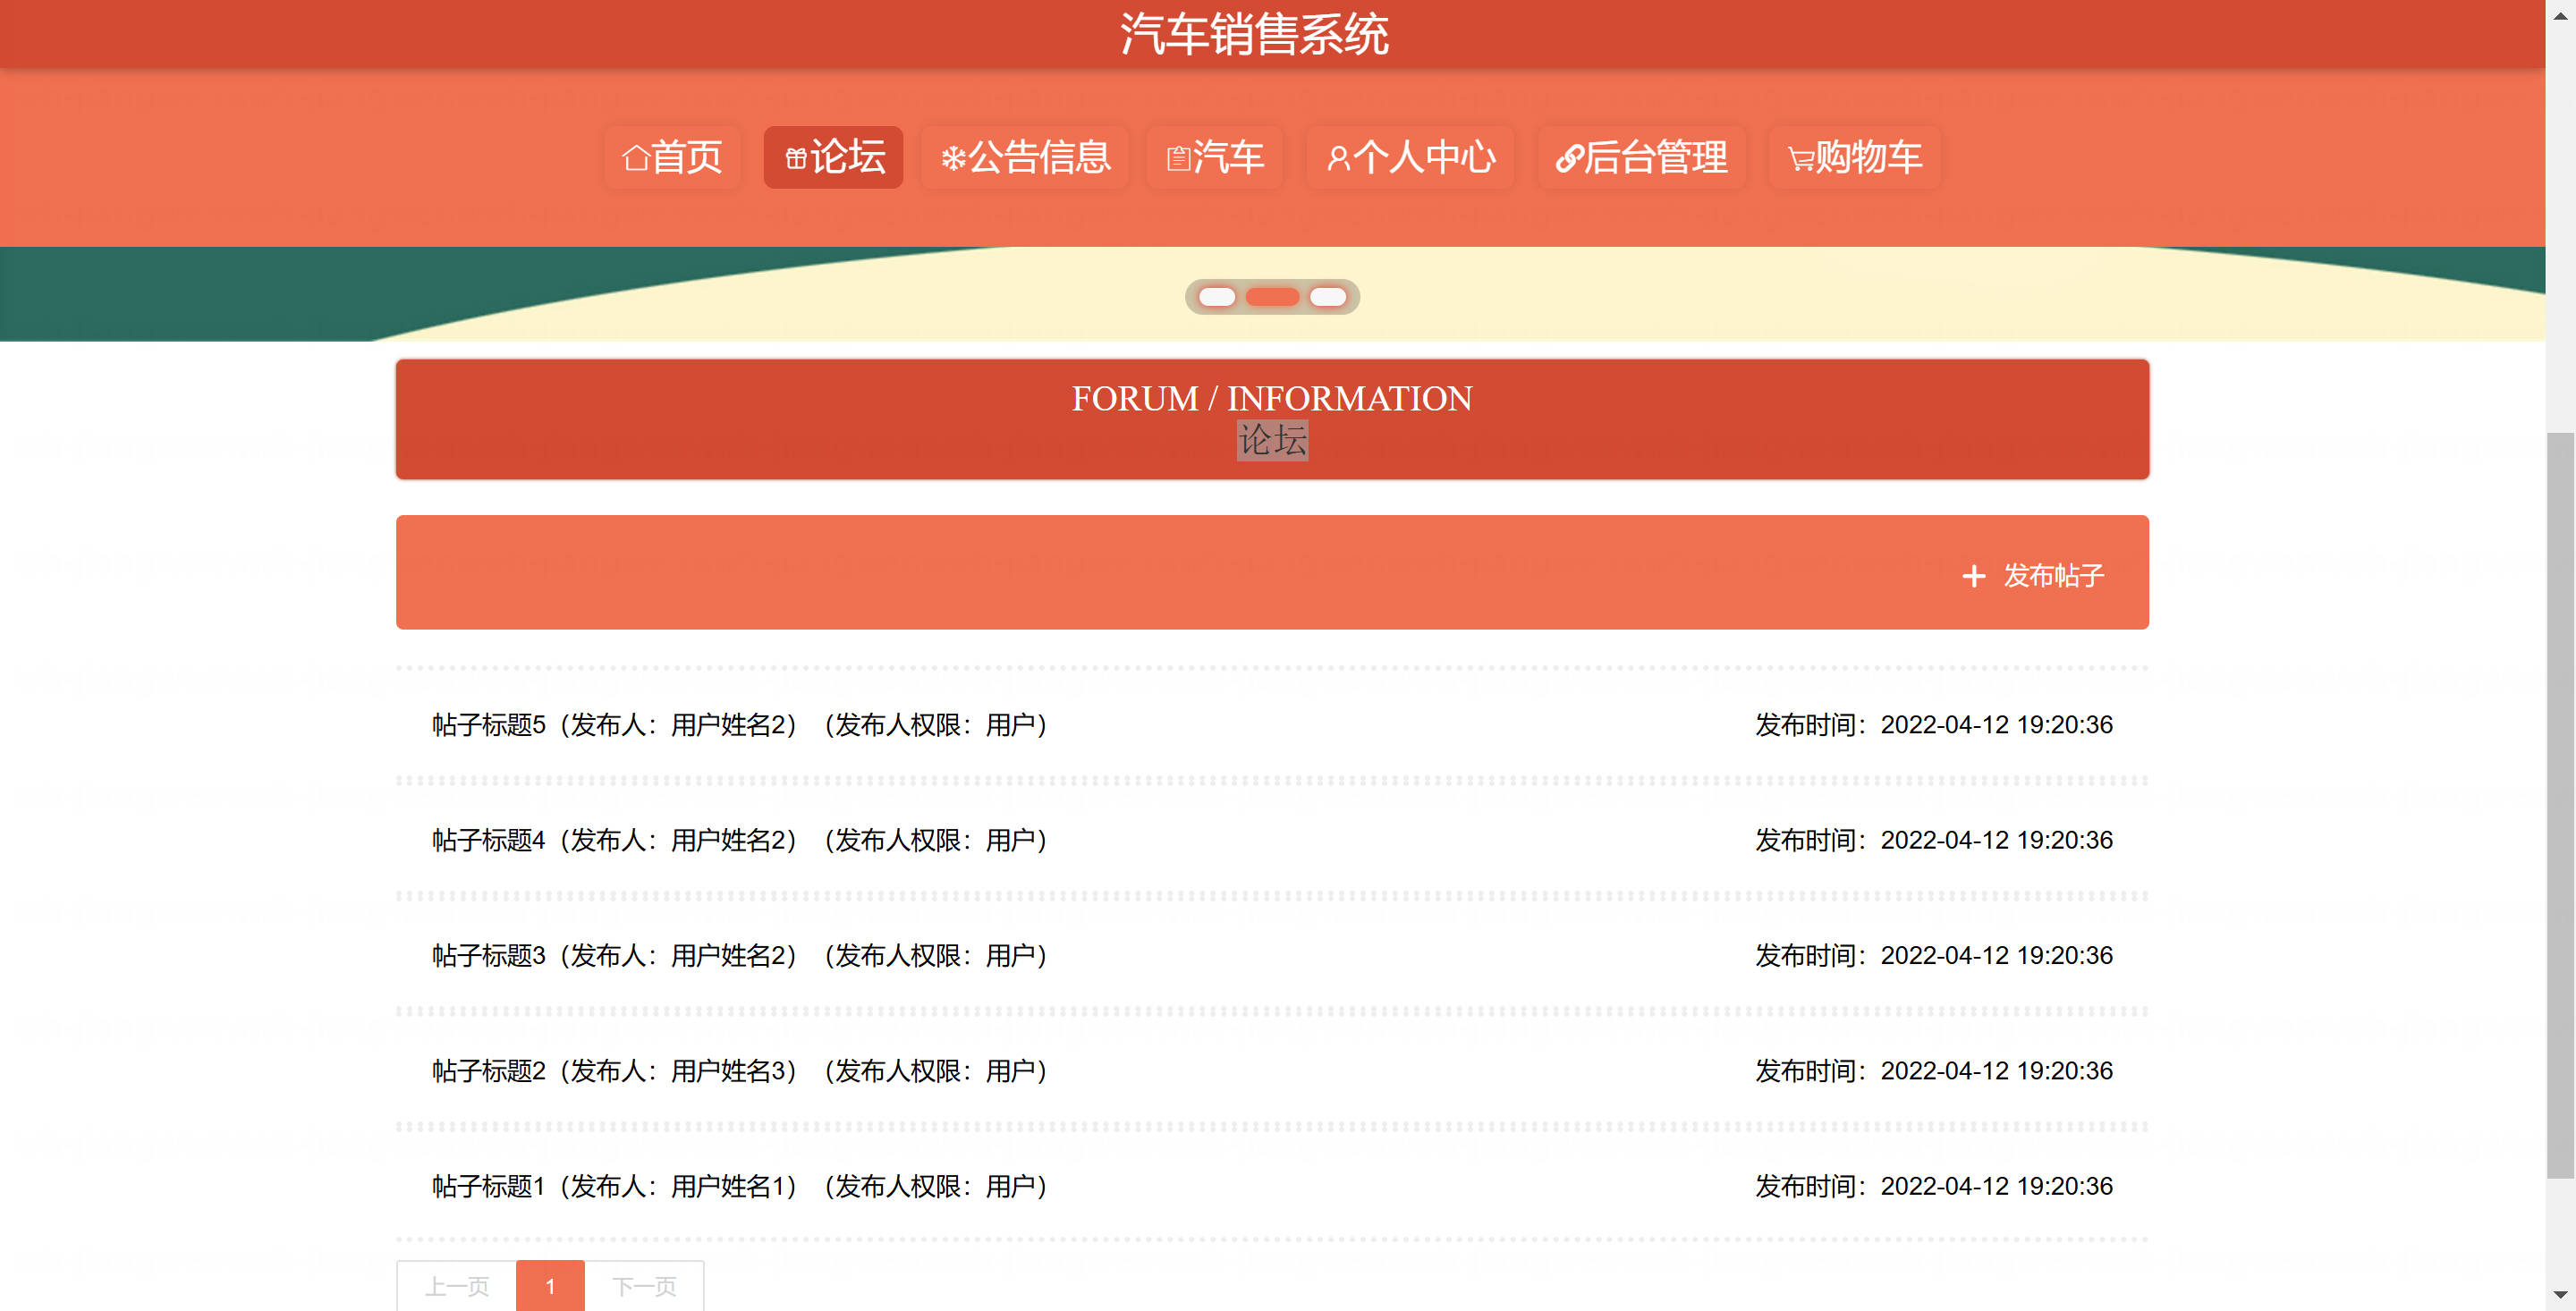 汽车销售系统
首页 论坛 公告信息 汽车 个人中心 后台管理 购物车
FORUM / INFORMATION
论坛
发布帖子
帖子标题5（发布人：用户姓名2）（发布人权限：用户） 发布时间：2022-04-12 19:20:36
帖子标题4（发布人：用户姓名2）（发布人权限：用户） 发布时间：2022-04-12 19:20:36
帖子标题3（发布人：用户姓名2）（发布人权限：用户） 发布时间：2022-04-12 19:20:36
帖子标题2（发布人：用户姓名3）（发布人权限：用户） 发布时间：2022-04-12 19:20:36
帖子标题1（发布人：用户姓名1）（发布人权限：用户） 发布时间：2022-04-12 19:20:36
上一页 1 下一页